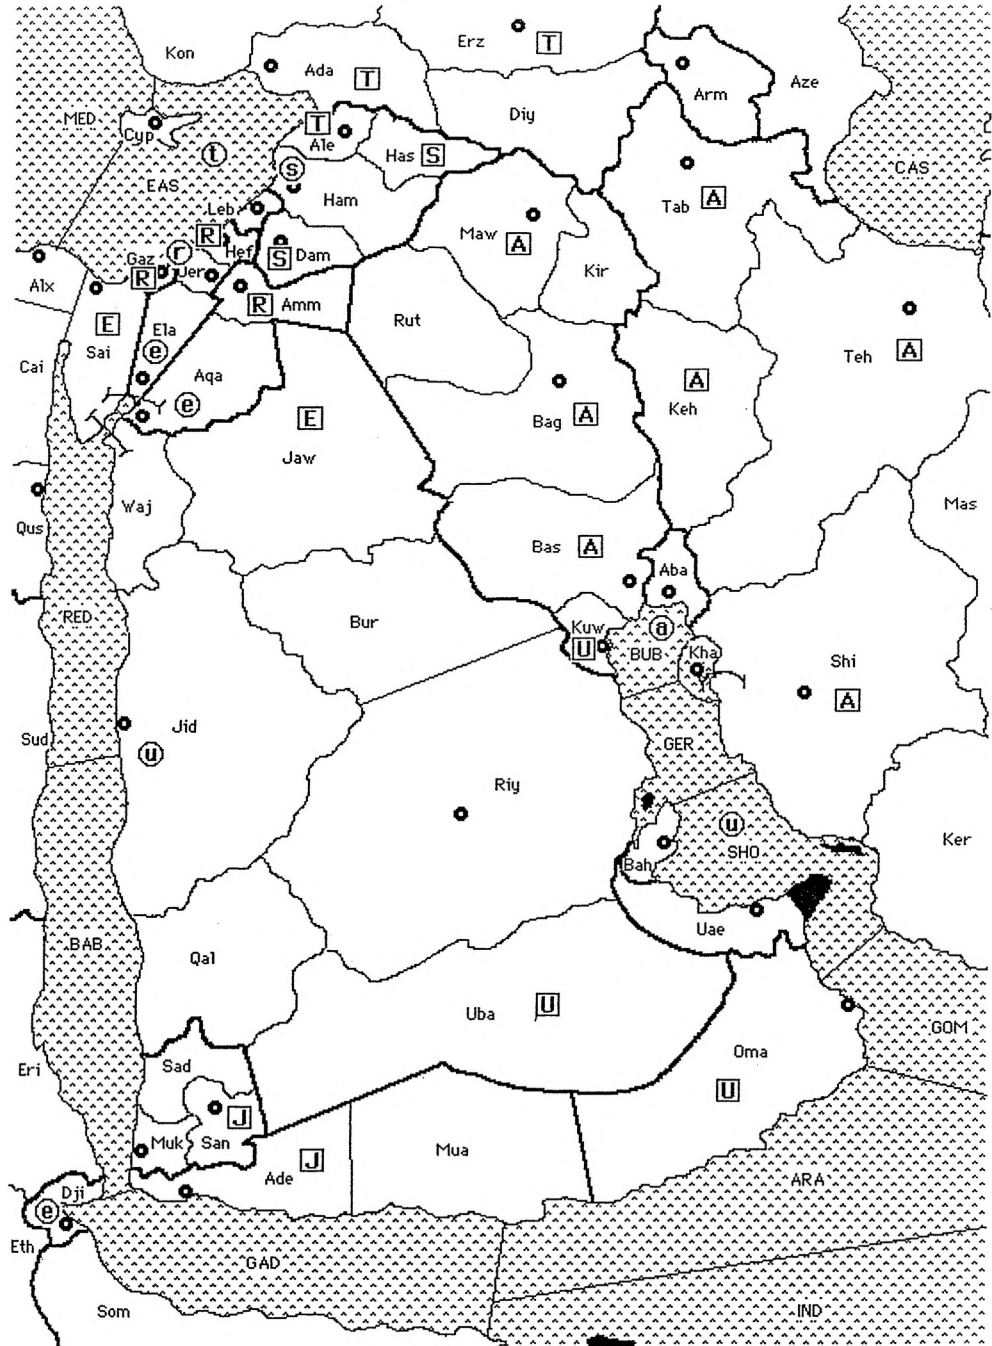 Kon
Ada
T
Erz
T
Arm
Aze
Diy
MED
Cyp
T
Ale
t
EAS
Has
S
s
Ham
Leb
CAS
Tab
A
Maw
A
Kir
R
Hef
S
Dam
Gaz
R
r
Jer
R
Amm
Alx
E
Sai
Ela
e
Rut
Teh
A
Cai
Aqa
e
A
Keh
E
Jaw
Bag
A
Qus
Waj
Mas
Bas
A
Aba
RED
Bur
Kuw
U
a
BUB
Kha
Shi
A
Sud
Jid
u
GER
Riy
u
SHO
Bah
Ker
Uae
BAB
Qal
Uba
U
GOM
Eri
Sad
Oma
U
J
Muk
San
Ade
J
Mua
ARA
Dji
e
Eth
GAD
Som
IND